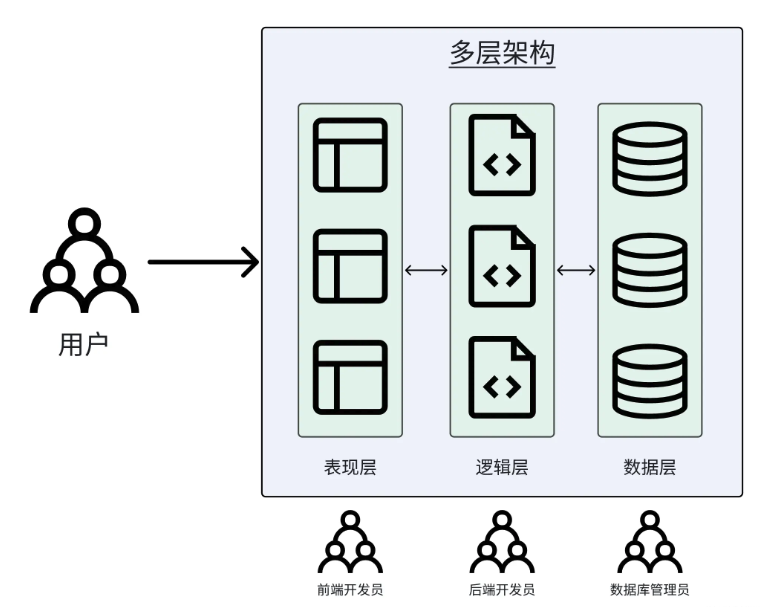 多层架构
用户
表现层
逻辑层
数据层
前端开发员
后端开发员
数据库管理员